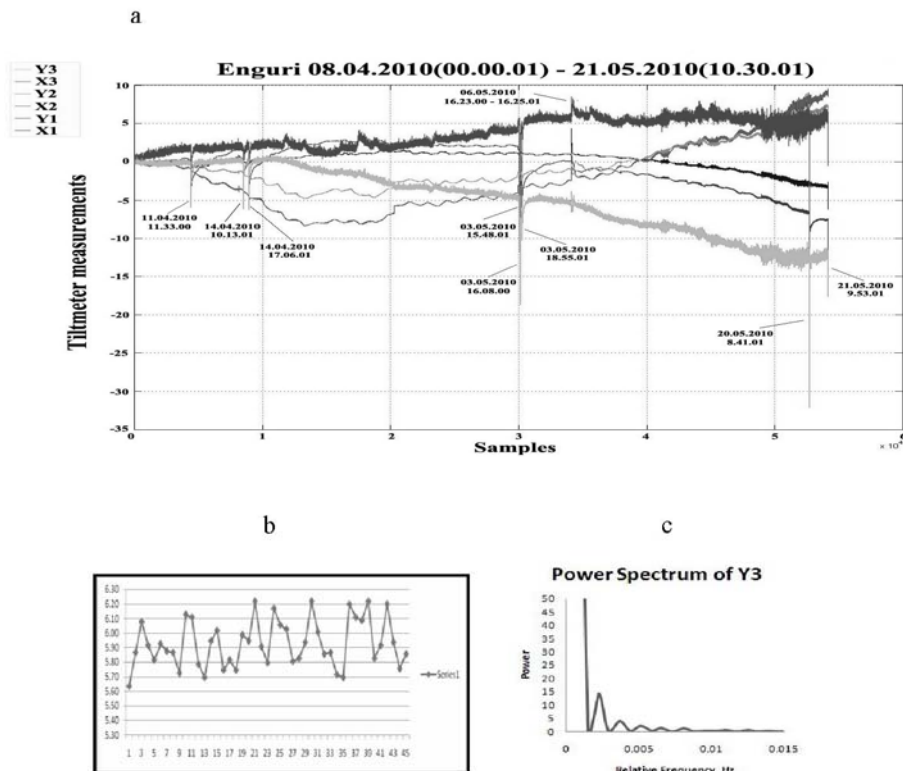 a
Enguri 08.04.2010(00.00.01) - 21.05.2010(10.30.01)
Y3
X3
Y2
X2
Y1
X1
Tiltmeter measurements
10
5
0
-5
-10
-15
-20
-25
-30
-35
06.05.2010
16.23.00 - 16.25.01
11.04.2010
11.33.00
14.04.2010
10.13.01
14.04.2010
17.06.01
03.05.2010
15.48.01
03.05.2010
18.55.01
03.05.2010
16.08.00
21.05.2010
9.53.01
20.05.2010
8.41.01
0 1 2 3 4 5 6
Samples
× 10
b
6.30
6.20
6.10
6.00
5.90
5.80
5.70
5.60
5.50
5.40
5.30
Series1
1 3 5 7 9 11 13 15 17 19 21 23 25 27 29 31 33 35 37 39 41 43 45
c
Power Spectrum of Y3
Power
50
45
40
35
30
25
20
15
10
5
0
0 0.005 0.01 0.015
Relative Frequency, Hz